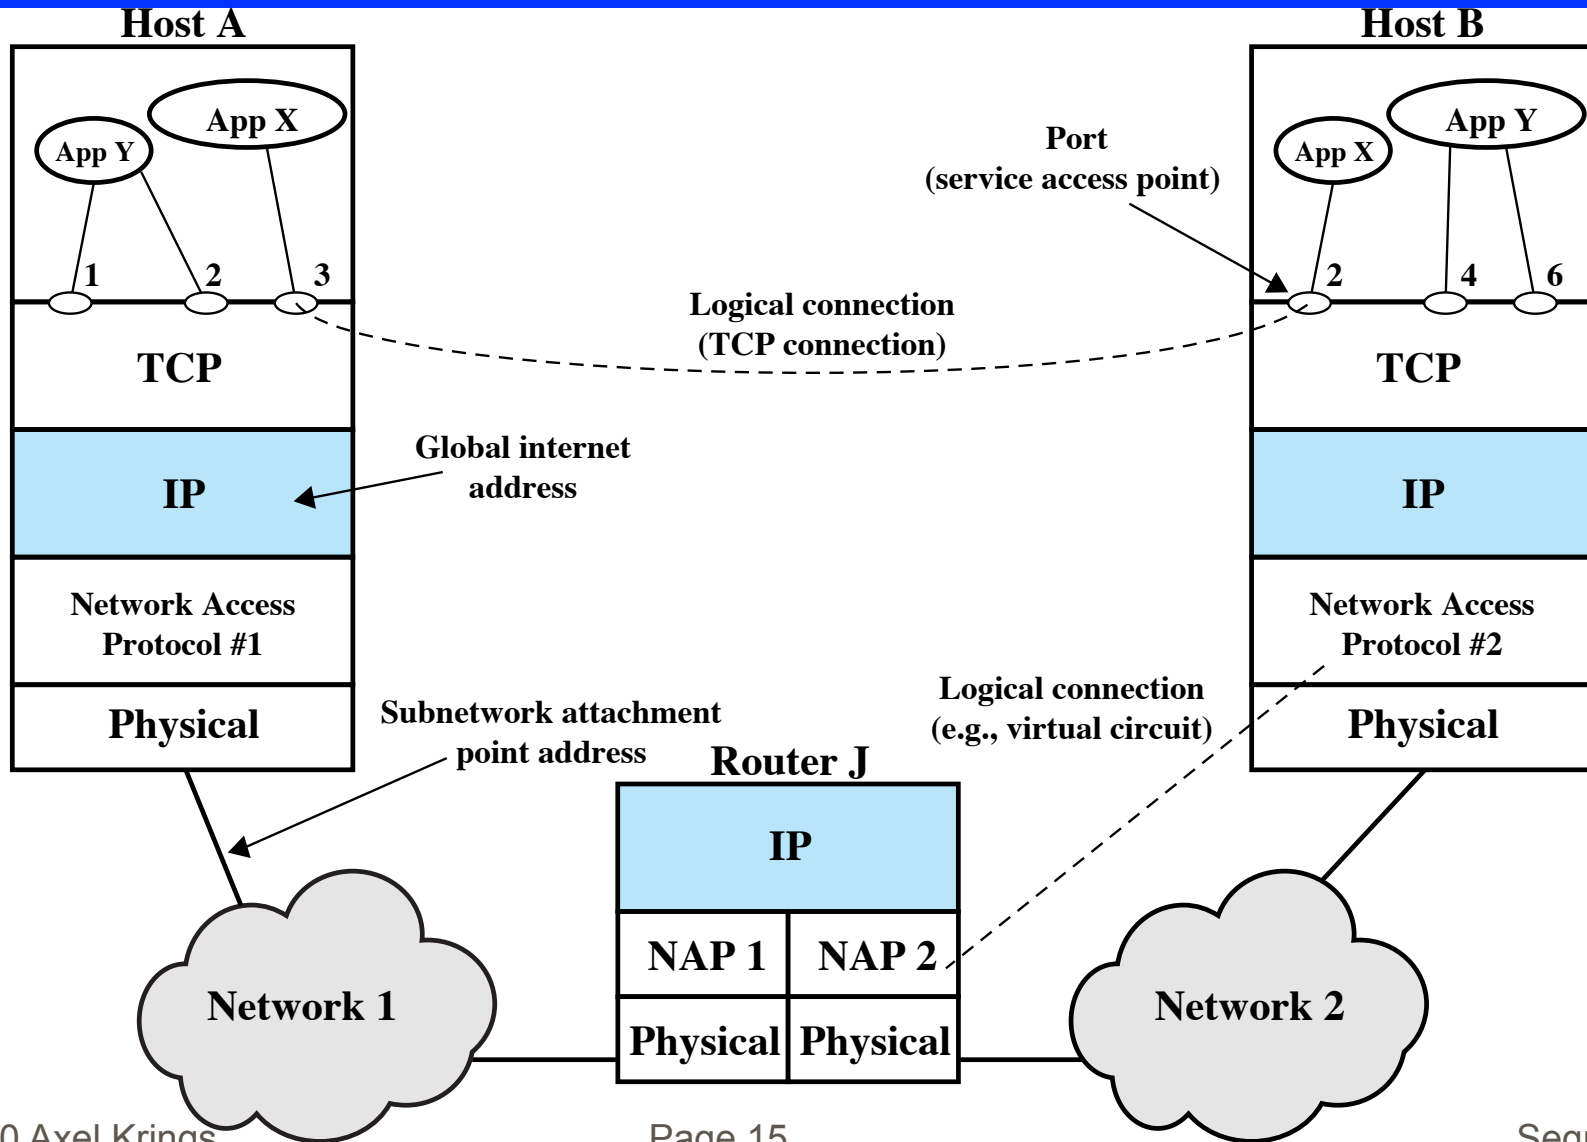 Host A
Host B
App X
App Y
App Y
App X
Port
(service access point)
1
2
3
2
4
6
Logical connection
(TCP connection)
TCP
TCP
Global internet
address
IP
IP
Network Access
Protocol #1
Network Access
Protocol #2
Logical connection
(e.g., virtual circuit)
Subnetwork attachment
point address
Physical
Physical
Router J
IP
NAP 1
NAP 2
Network 1
Network 2
Physical
Physical
0 Axel Krings
Page 15